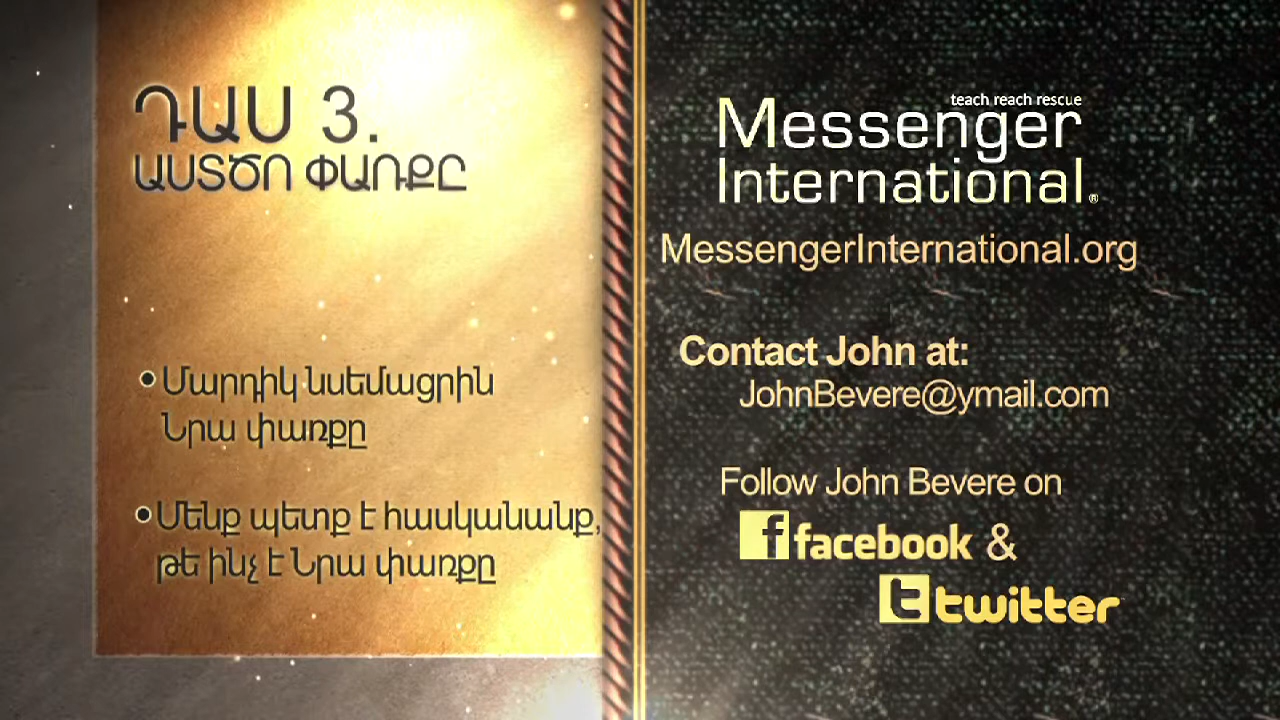 ԴԱՍ 3.
ԱՍՏԾՈ ՓԱՌՔԸ
•Մարդիկ նսեմացրին
Նրա փառքը
•Մենք պետք է հասկանանք,
թե ինչ է Նրա փառքը
teach reach rescue
Messenger
International®
MessengerInternational.org
Contact John at:
JohnBevere@ymail.com
Follow John Bevere on
facebook &
twitter